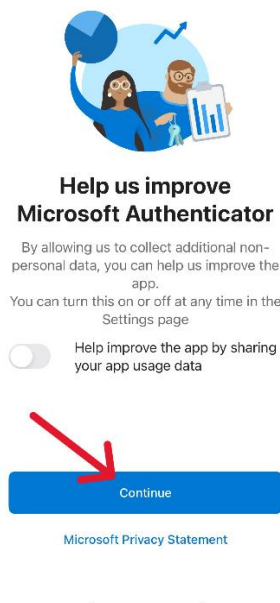 Help us improve
Microsoft Authenticator
By allowing us to collect additional non-
personal data, you can help us improve the
app.
You can turn this on or off at any time in the
Settings page
Help improve the app by sharing
your app usage data
Continue
Microsoft Privacy Statement